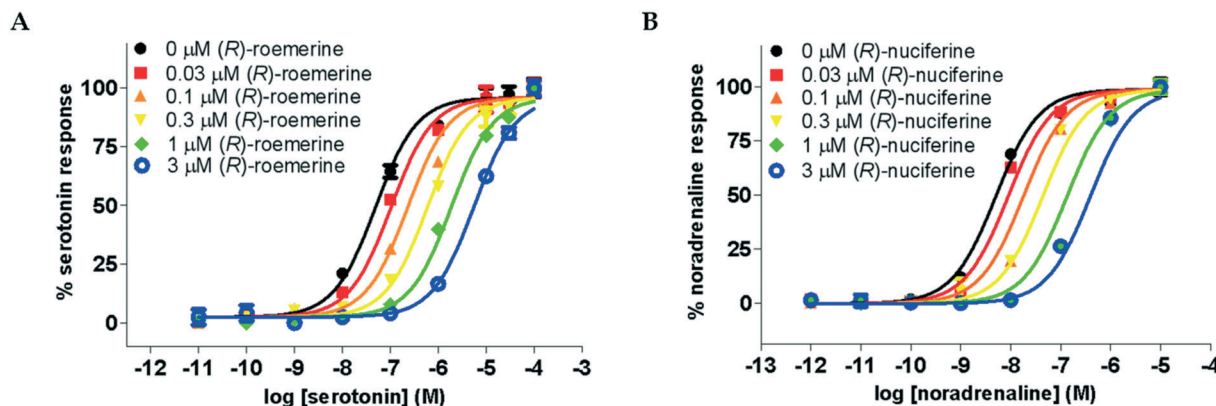 A
0 μM (R)-roemerine
0.03 μM (R)-roemerine
0.1 μM (R)-roemerine
0.3 μM (R)-roemerine
1 μM (R)-roemerine
3 μM (R)-roemerine
% serotonin response
100
75
50
25
0
-12 -11 -10 -9 -8 -7 -6 -5 -4 -3
log [serotonin] (M)
B
0 μM (R)-nuciferine
0.03 μM (R)-nuciferine
0.1 μM (R)-nuciferine
0.3 μM (R)-nuciferine
1 μM (R)-nuciferine
3 μM (R)-nuciferine
% noradrenaline response
100
75
50
25
0
-13 -12 -11 -10 -9 -8 -7 -6 -5 -4
log [noradrenaline] (M)